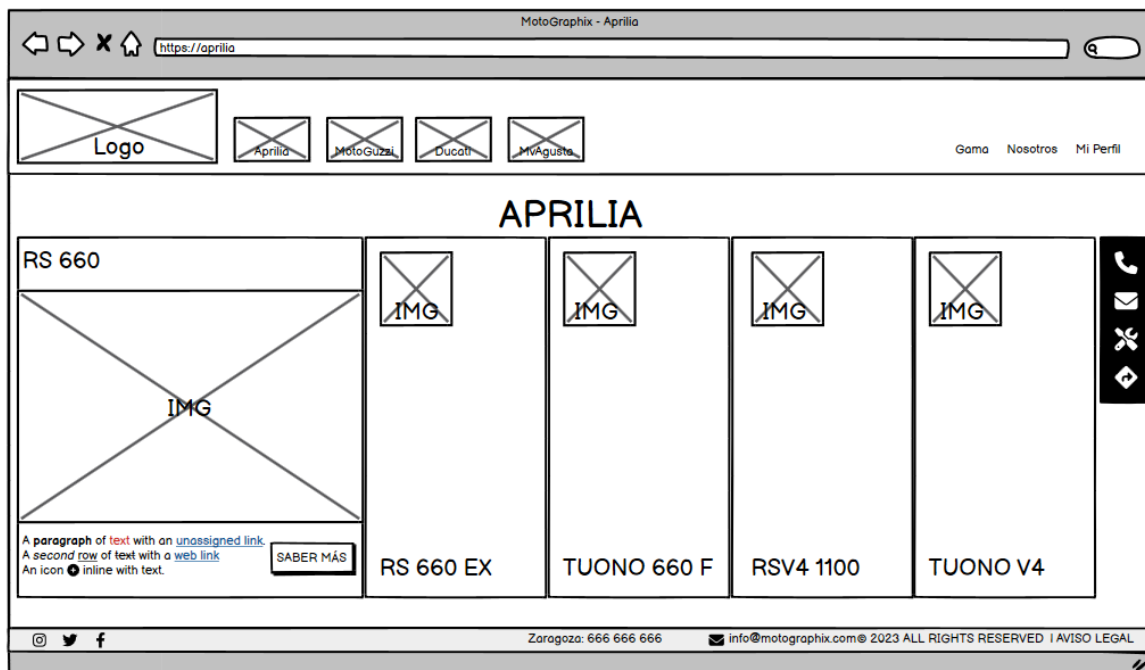 MotoGraphix - Aprilia
https://aprilia
Logo
Aprilia
MotoGuzzi
Ducati
MvAgusta
Gama Nosotros Mi Perfil
APRILIA
RS 660
IMG
A paragraph of text with an unassigned link.
A second row of text with a web link
An icon inline with text.
SABER MÁS
IMG
RS 660 EX
IMG
TUONO 660 F
IMG
RSV4 1100
IMG
TUONO V4
Zaragoza: 666 666 666
info@motographix.com© 2023 ALL RIGHTS RESERVED | AVISO LEGAL